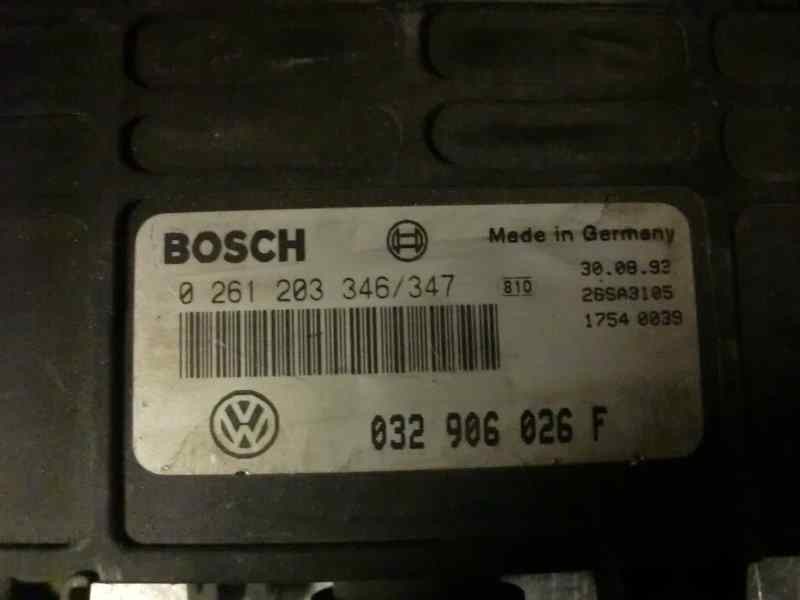 BOSCH
Made in Germany
0 261 203 346/347
810
30.08.93
26SA3105
1754 0039
VW
032 906 026 F